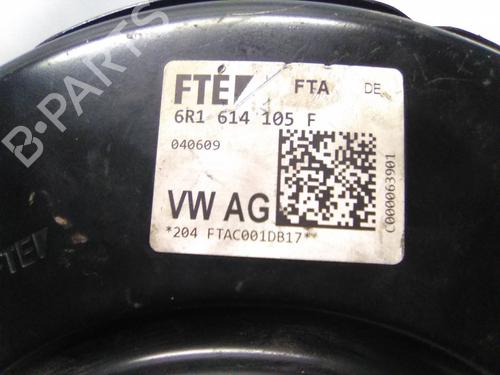 FTE FTA DE
6R1 614 105 F
040609
VW AG
*204 FTAC001DB17*
C000063901
FTE
B-PARTS